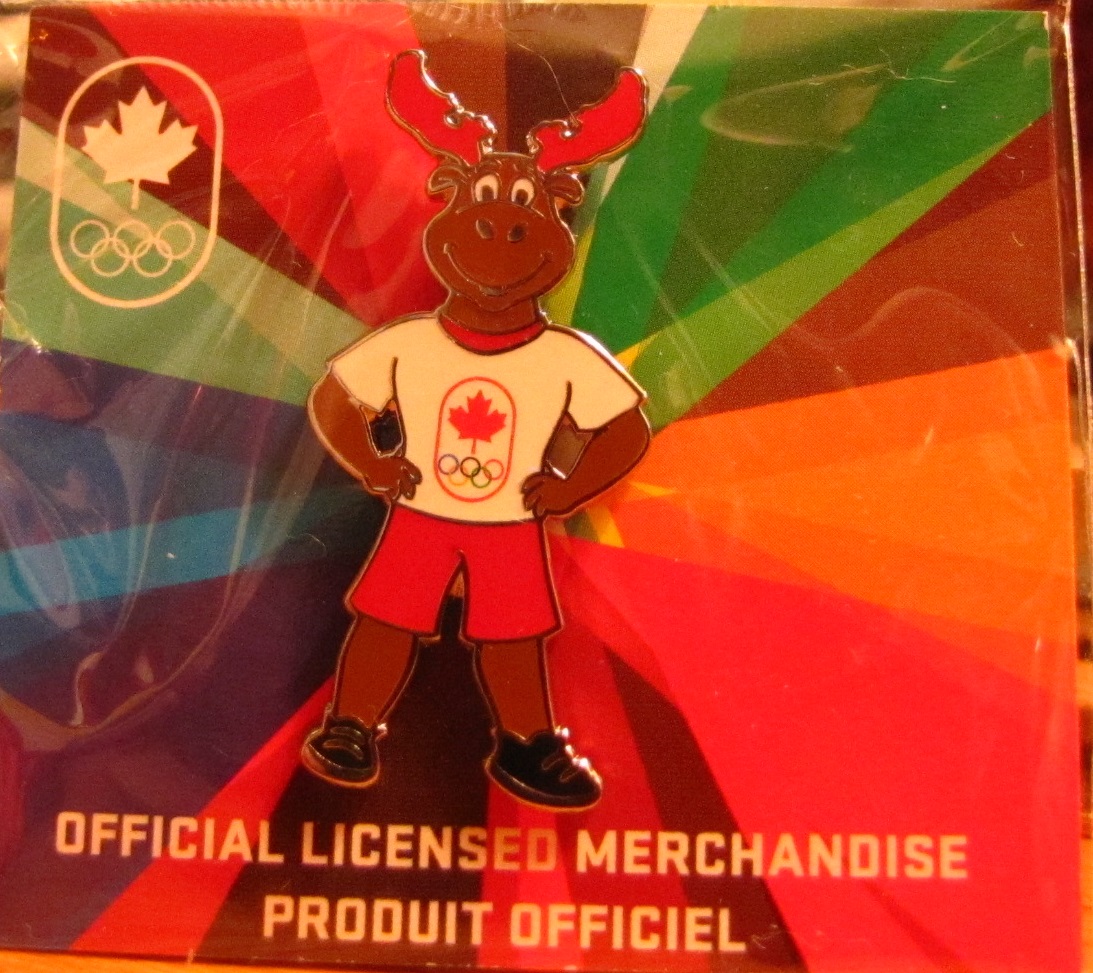 OFFICIAL LICENSED MERCHANDISE
PRODUIT OFFICIEL